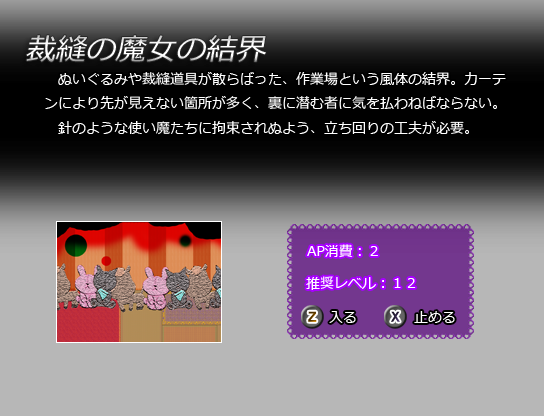 裁縫の魔女の結界
ぬいぐるみや裁縫道具が散らばった、作業場という風体の結界。カーテ
ンにより先が見えない箇所が多く、裏に潜む者に気を払わねばならない。
針のような使い魔たちに拘束されぬよう、立ち回りの工夫が必要。
AP消費：２
推奨レベル：１２
Z 入る X 止める